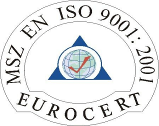 MSZ EN ISO 9001:2001
EUROCERT